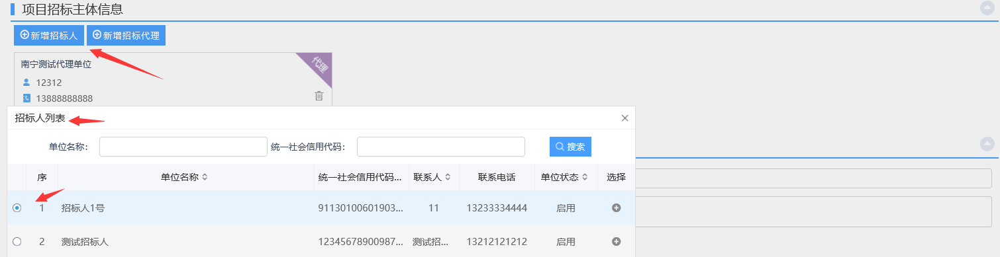 项目招标主体信息
新增招标人 新增招标代理
南宁测试代理单位
代理
12312
13888888888
招标人列表
单位名称: 统一社会信用代码: 搜索
序 单位名称 统一社会信用代码... 联系人 联系电话 单位状态 选择
1 招标人1号 91130100601903... 11 13233334444 启用
2 测试招标人 12345678900987... 测试招... 13212121212 启用